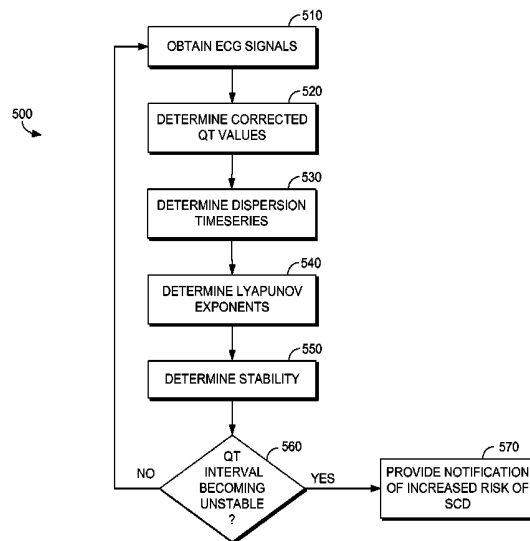 510
OBTAIN ECG SIGNALS
500
520
DETERMINE CORRECTED
QT VALUES
530
DETERMINE DISPERSION
TIMESERIES
540
DETERMINE LYAPUNOV
EXPONENTS
550
DETERMINE STABILITY
560
QT
INTERVAL
BECOMING
UNSTABLE
?
NO
YES
570
PROVIDE NOTIFICATION
OF INCREASED RISK OF
SCD